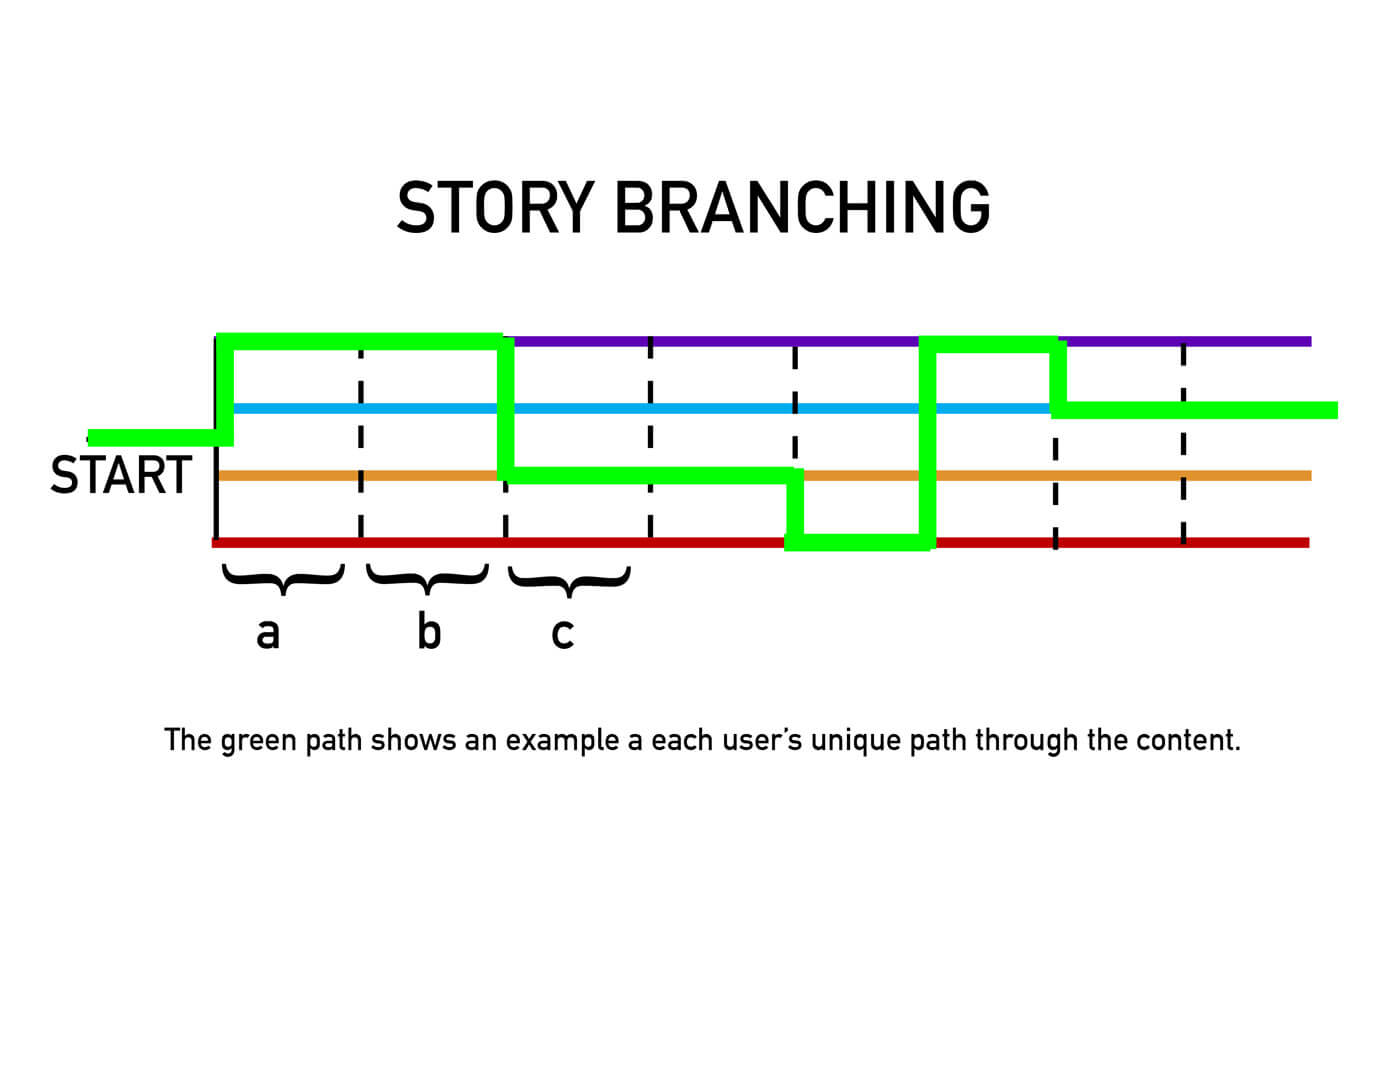 STORY BRANCHING
START
a b c
The green path shows an example a each user's unique path through the content.